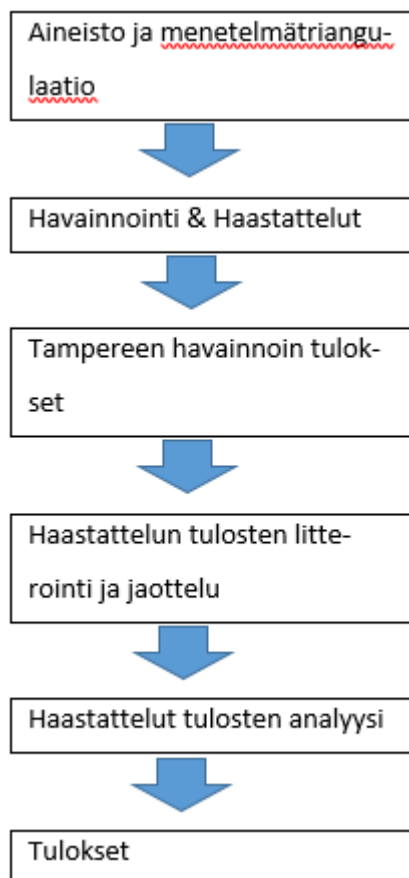 Aineisto ja menetelmätriangu-
laatio
Havainnointi & Haastattelut
Tampereen havainnoin tulok-
set
Haastattelun tulosten litte-
rointi ja jaottelu
Haastattelut tulosten analyysi
Tulokset